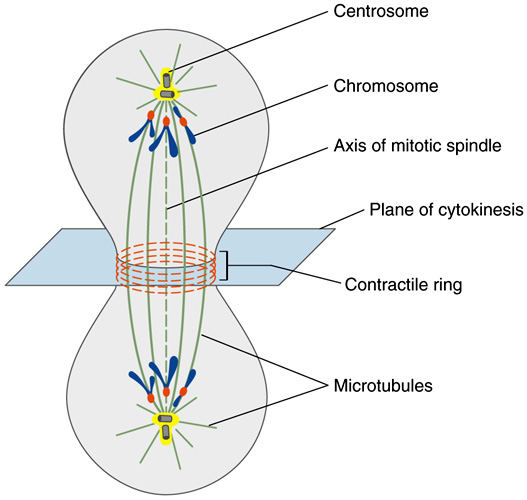 Centrosome
Chromosome
Axis of mitotic spindle
Plane of cytokinesis
Contractile ring
Microtubules